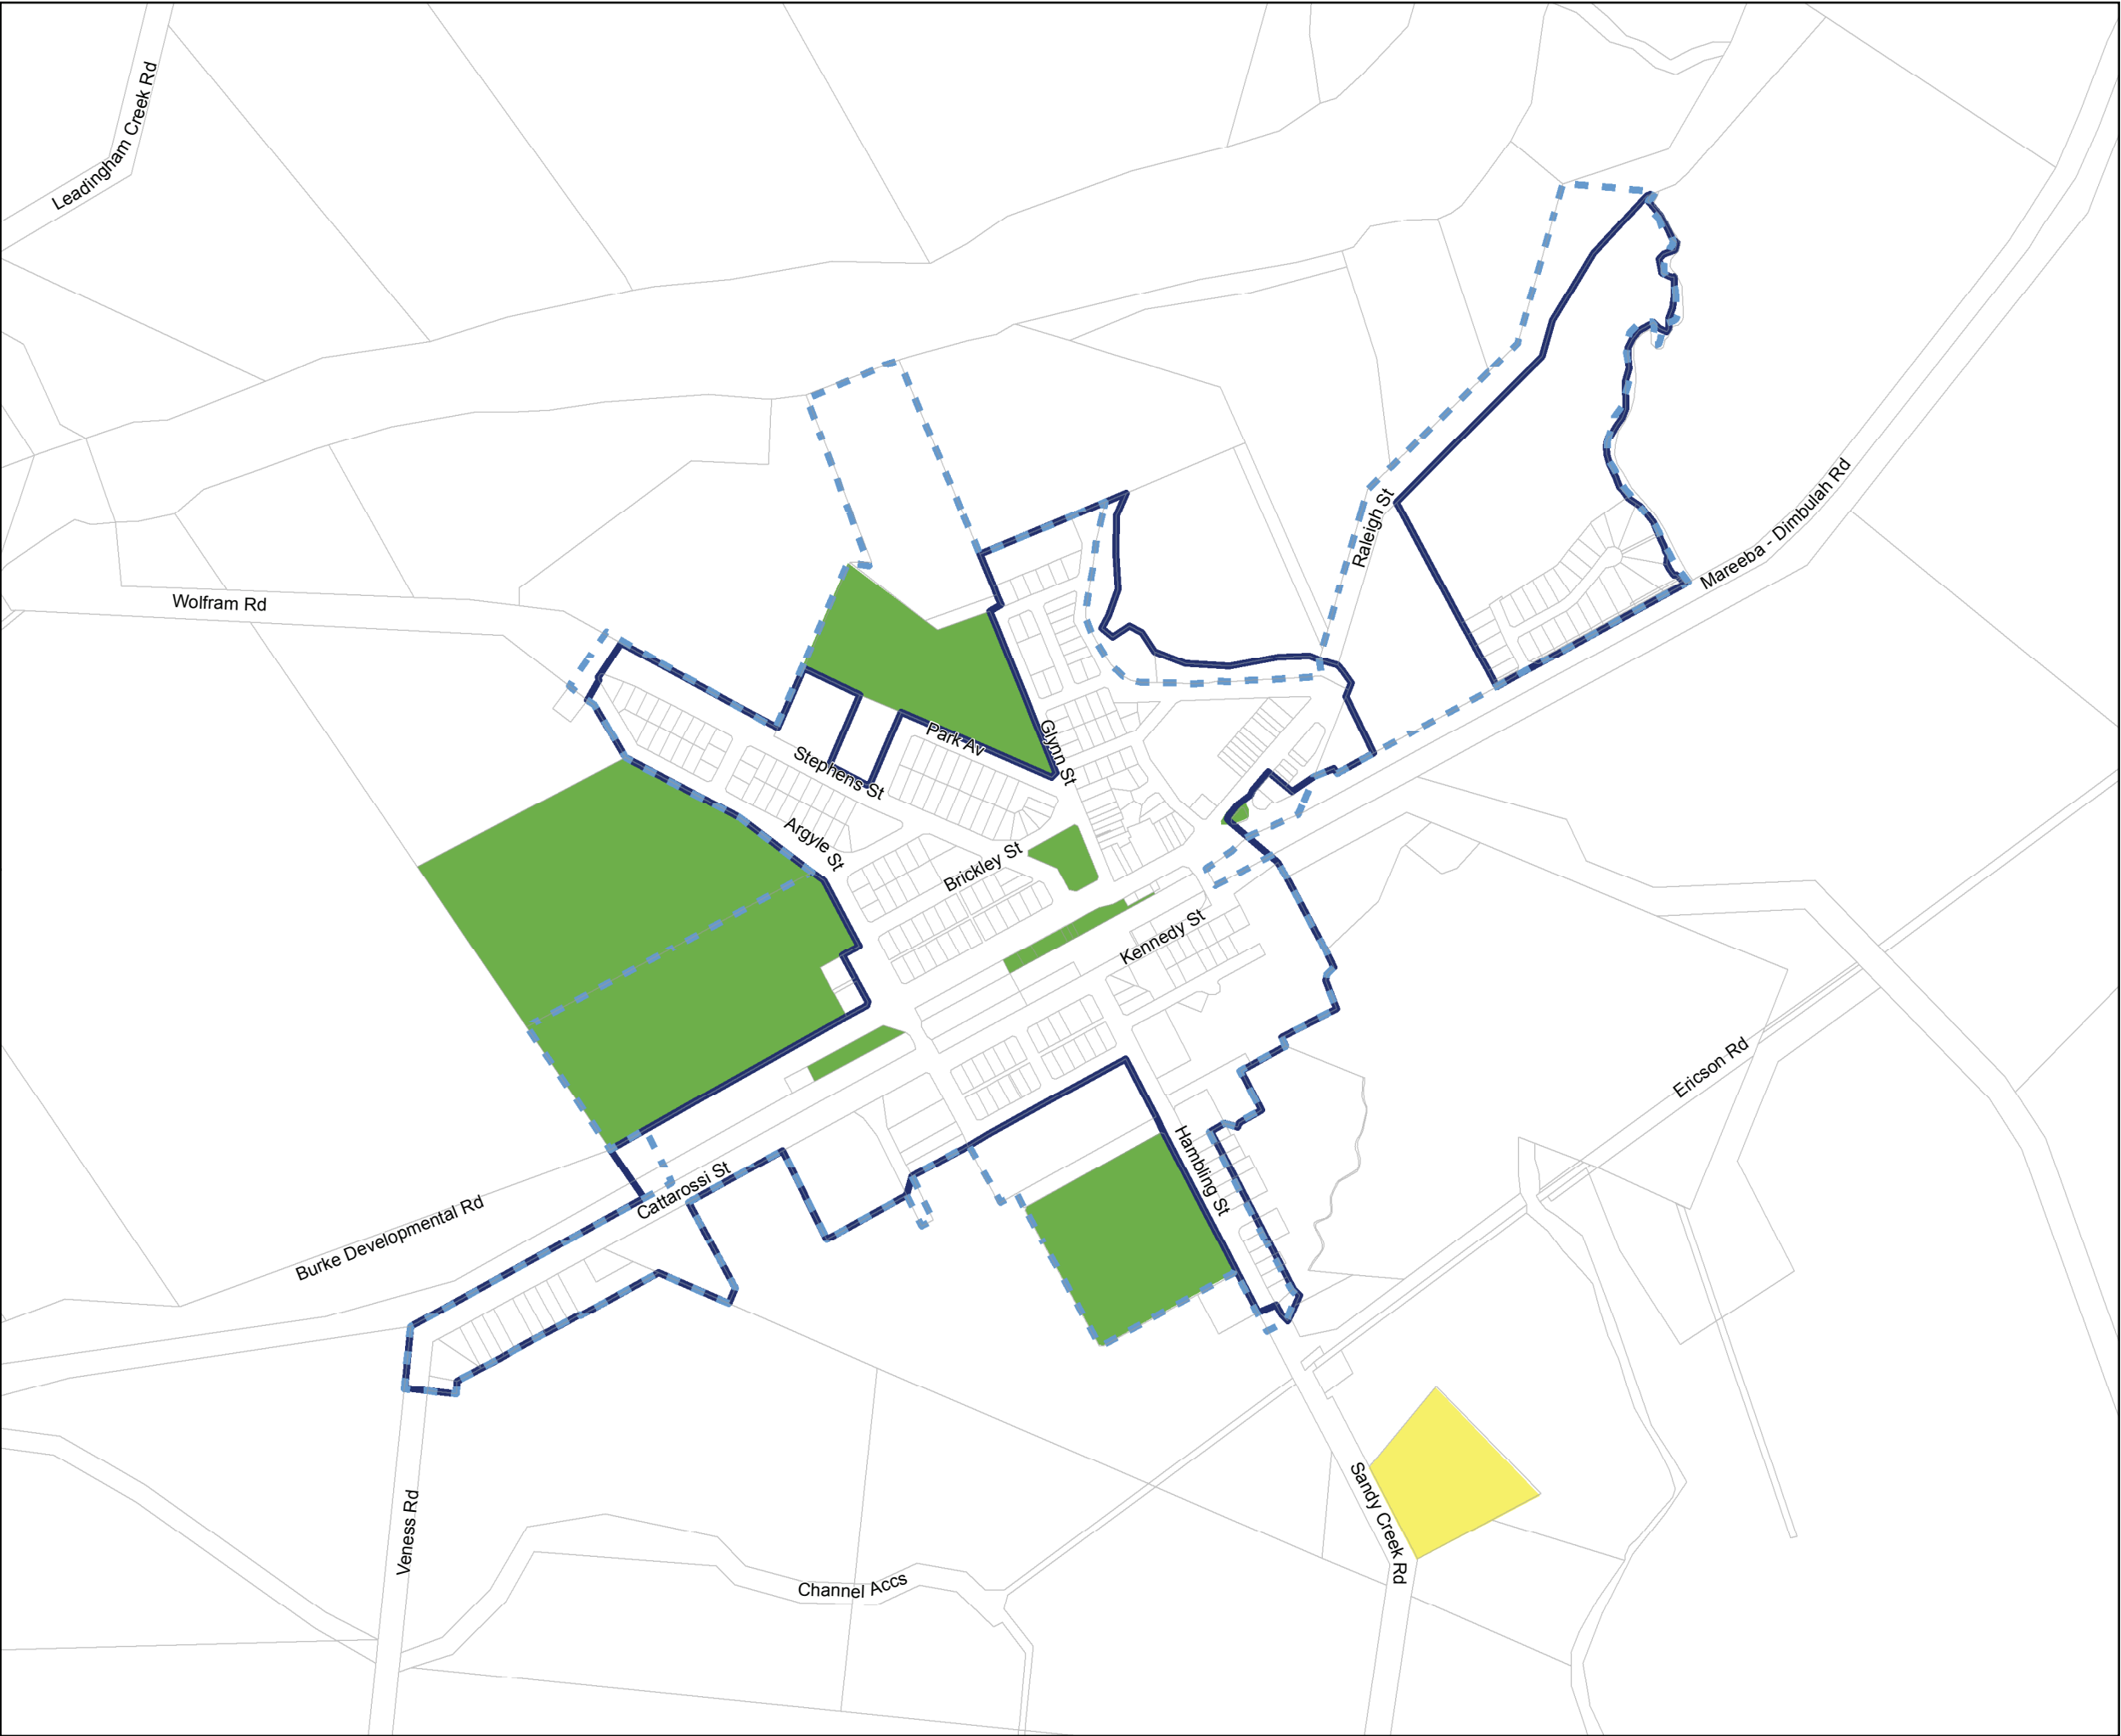 Leadingham Creek Rd
Raleigh St
Mareeba - Dimbulah Rd
Wolfram Rd
Park Av
Glynn St
Stephens St
Argyle St
Brickley St
Kennedy St
Ericson Rd
Hambling St
Cattarossi St
Burke Developmental Rd
Sandy Creek Rd
Veness Rd
Channel Accs